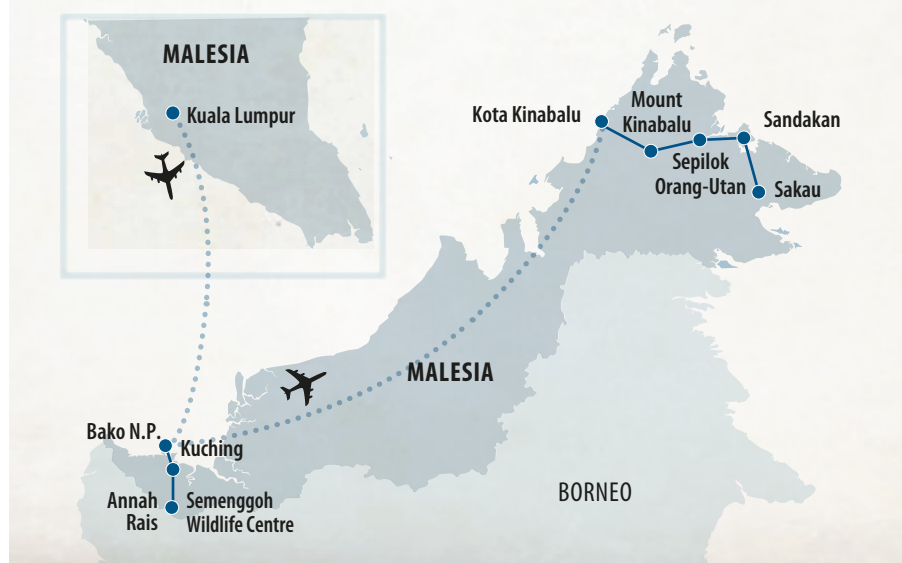 MALESIA
Kuala Lumpur
Kota Kinabalu
Mount
Kinabalu
Sandakan
Sepilok
Orang-Utan
Sakau
MALESIA
Bako N.P.
Kuching
Annah
Rais
Semenggoh
Wildlife Centre
BORNEO